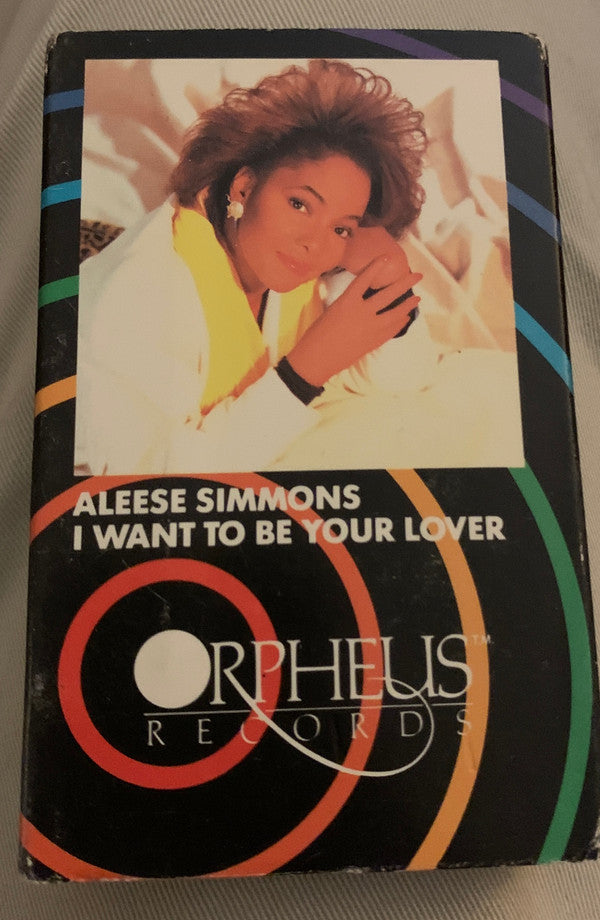 ALEESE SIMMONS
I WANT TO BE YOUR LOVER
ORPHEUS™
RECORDS